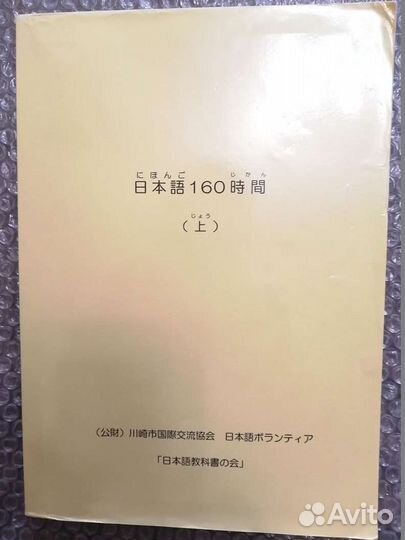 にほんご じかん
日本語160時間
じょう
(上)
(公財)川崎市国際交流協会 日本語ボランティア
「日本語教科書の会」
Avito